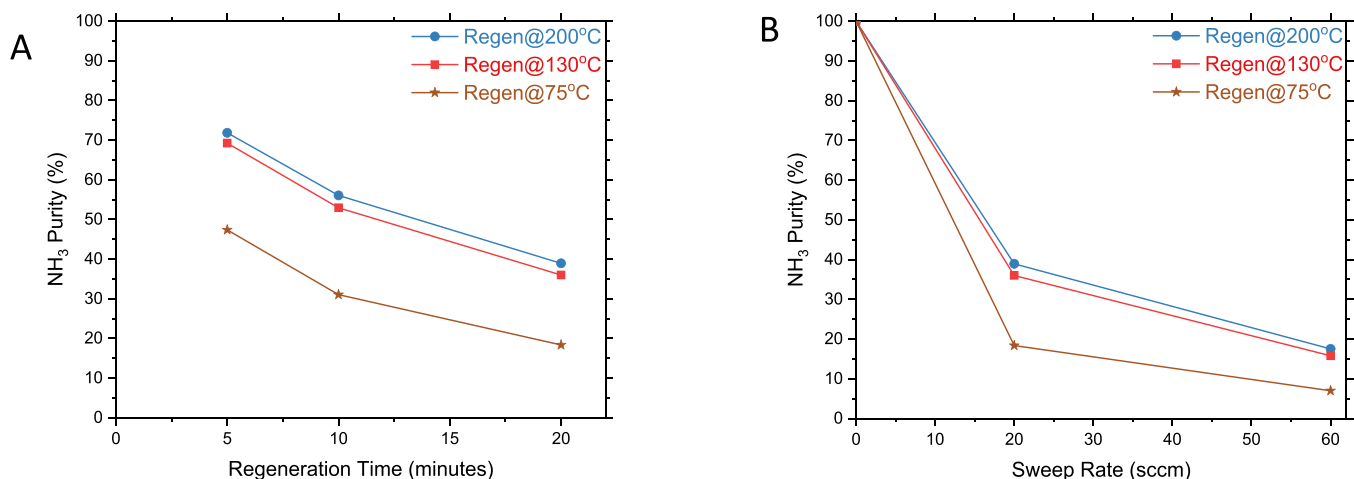 A
100
90
80
70
60
50
40
30
20
10
0
NH₃ Purity (%)
Regen@200°C
Regen@130°C
Regen@75°C
0 5 10 15 20
Regeneration Time (minutes)
B
100
90
80
70
60
50
40
30
20
10
0
NH₃ Purity (%)
Regen@200°C
Regen@130°C
Regen@75°C
0 10 20 30 40 50 60
Sweep Rate (sccm)